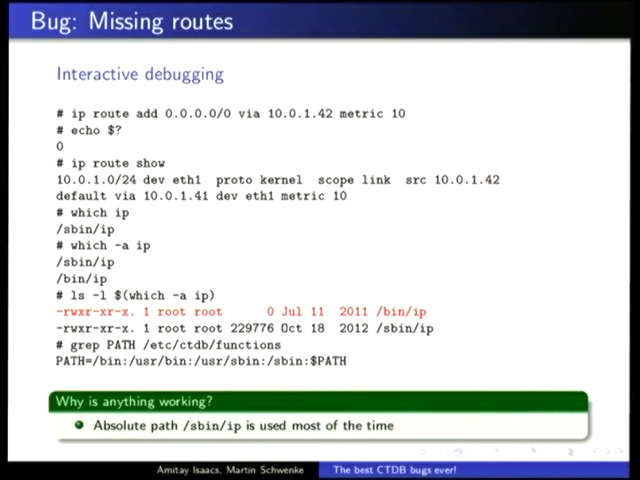 Bug: Missing routes
Interactive debugging
# ip route add 0.0.0.0/0 via 10.0.1.42 metric 10
# echo $?
0
# ip route show
10.0.1.0/24 dev eth1  proto kernel  scope link  src 10.0.1.42
default via 10.0.1.41 dev eth1 metric 10
# which ip
/sbin/ip
# which -a ip
/sbin/ip
/bin/ip
# ls -l $(which -a ip)
-rwxr-xr-x. 1 root root      0 Jul 11  2011 /bin/ip
-rwxr-xr-x. 1 root root 229776 Oct 18  2012 /sbin/ip
# grep PATH /etc/ctdb/functions
PATH=/bin:/usr/bin:/usr/sbin:/sbin:$PATH
Why is anything working?
Absolute path /sbin/ip is used most of the time
Amitay Isaacs, Martin Schwenke
The best CTDB bugs ever!